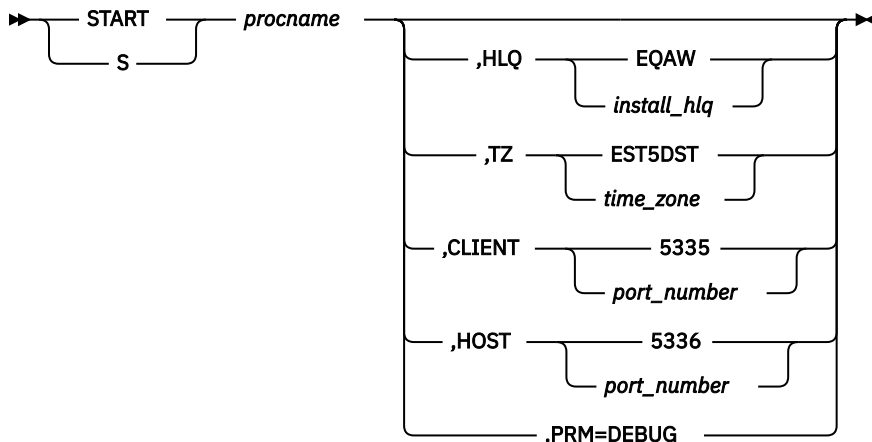 START procname
S
,HLQ EQAW
install_hlq
,TZ EST5DST
time_zone
,CLIENT 5335
port_number
,HOST 5336
port_number
,PRM=DEBUG